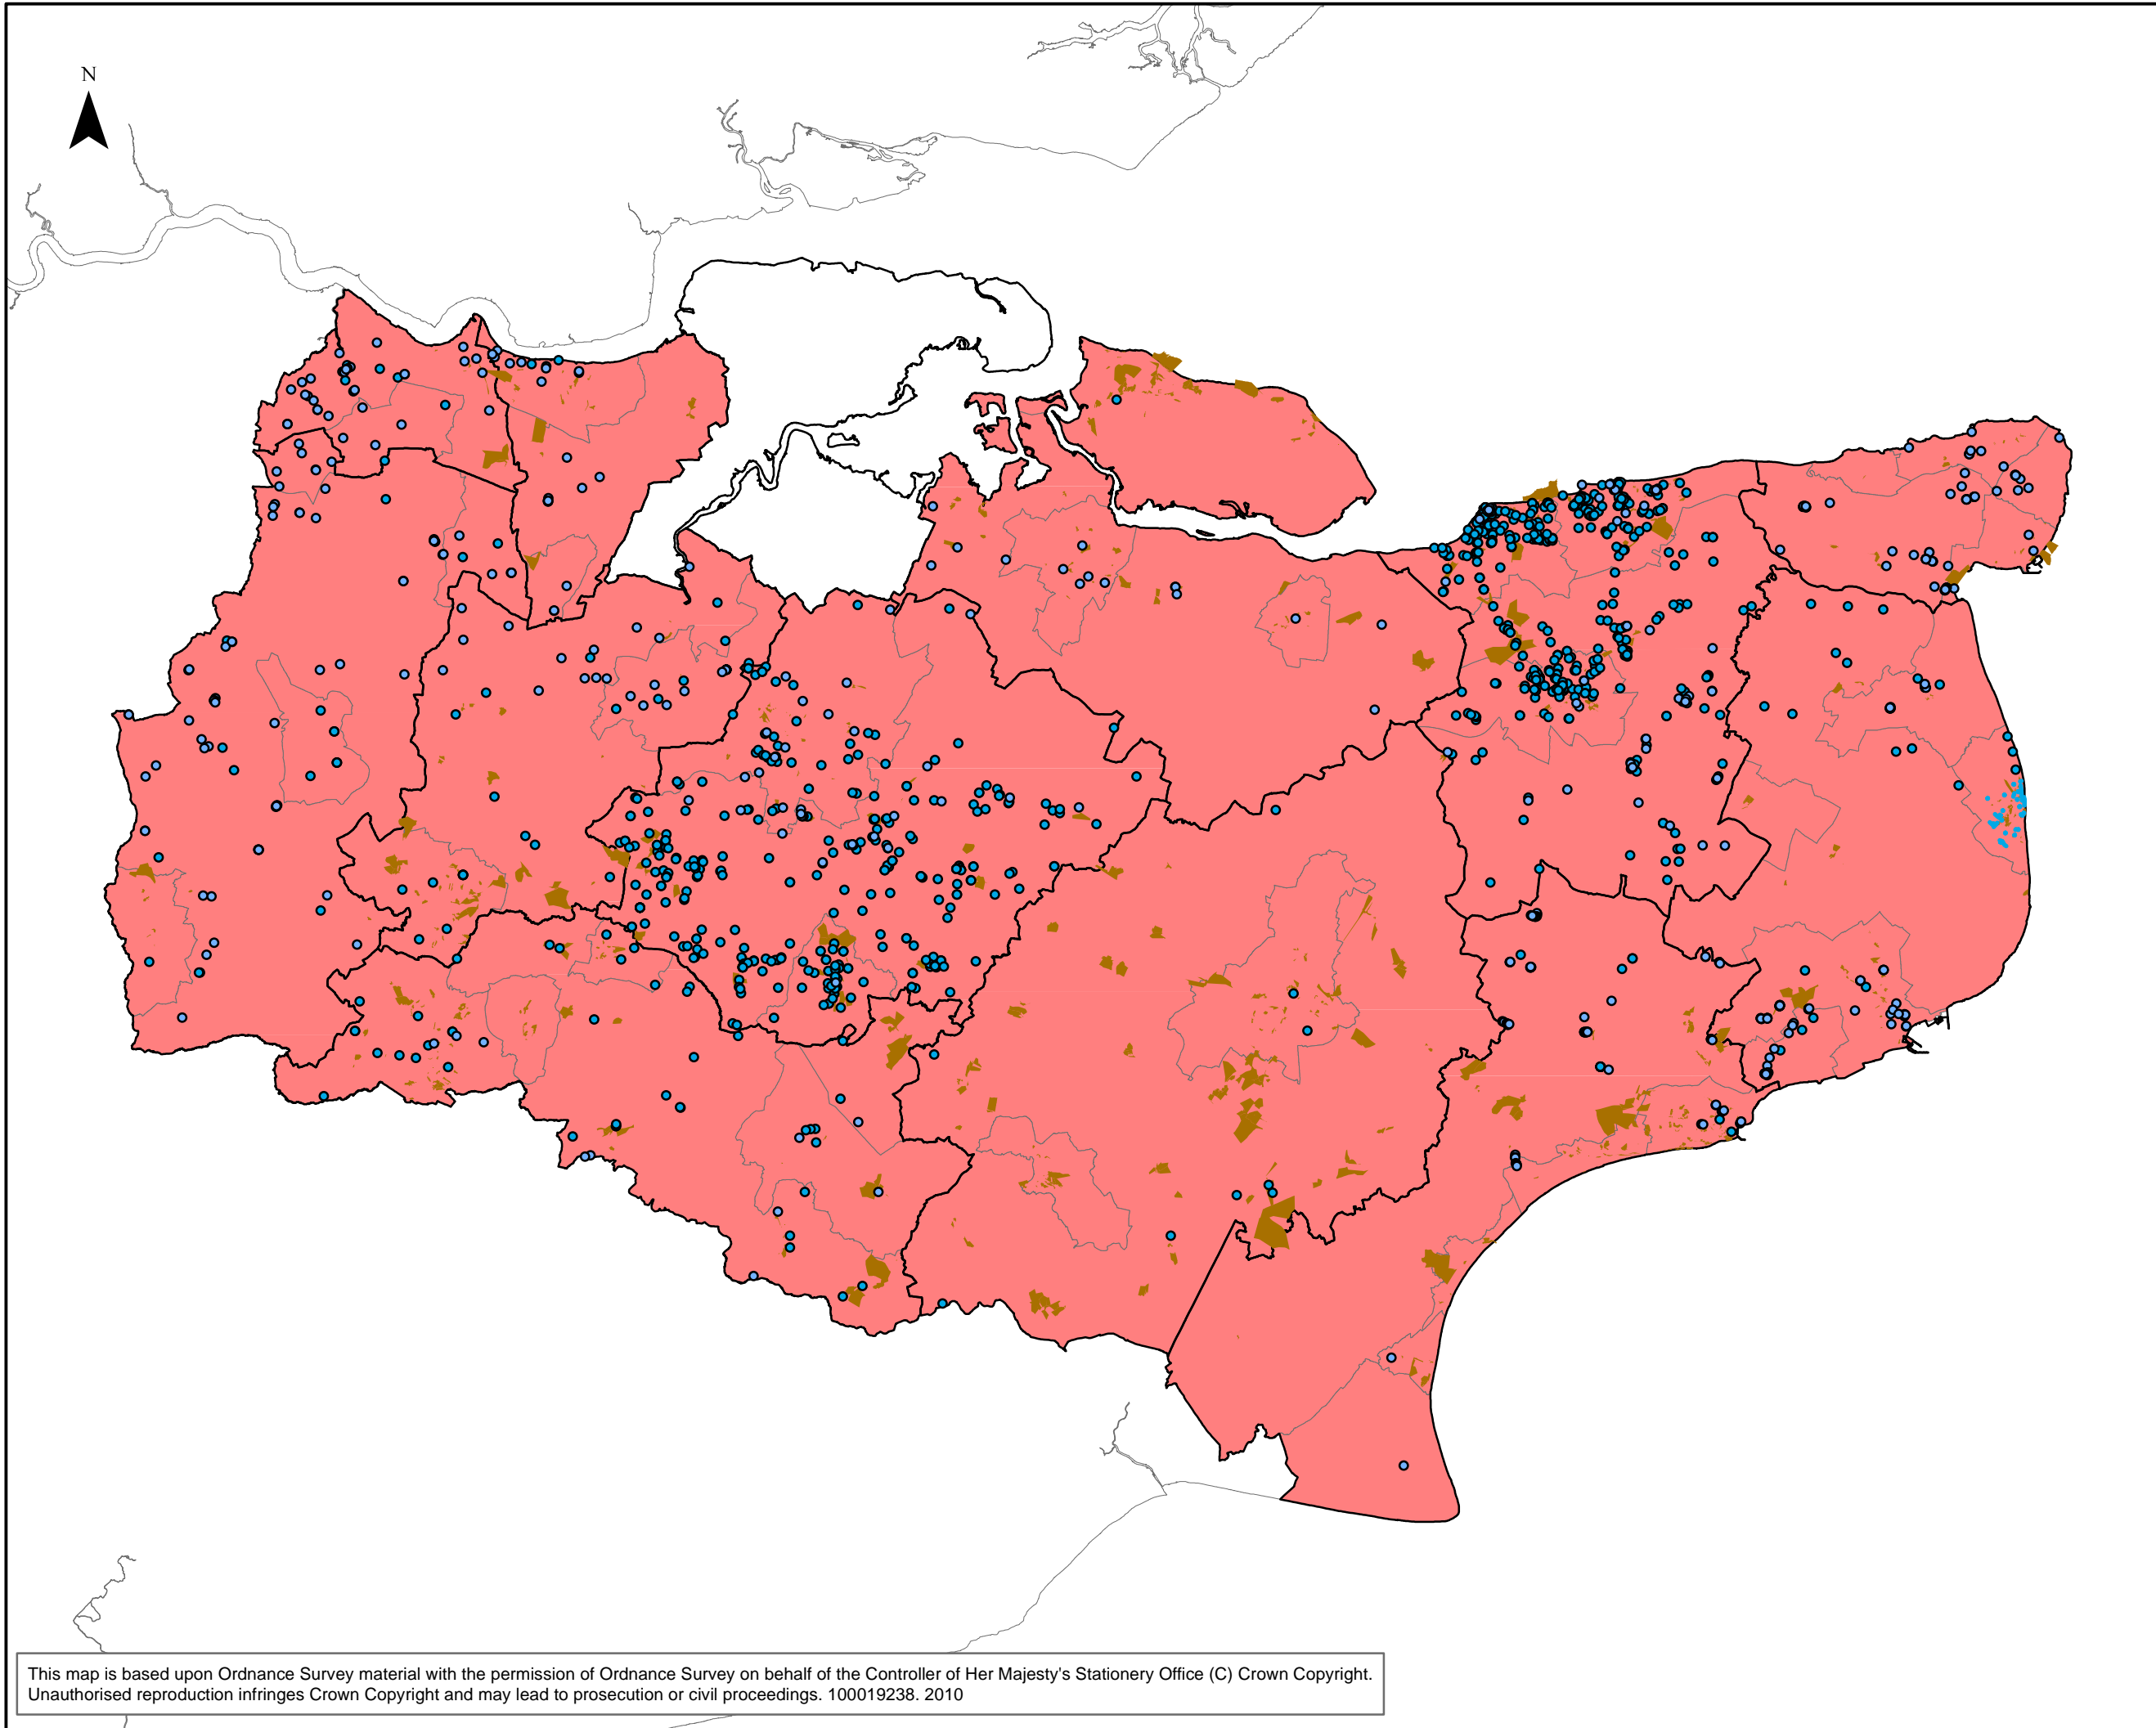 N
This map is based upon Ordnance Survey material with the permission of Ordnance Survey on behalf of the Controller of Her Majesty's Stationery Office (C) Crown Copyright.
Unauthorised reproduction infringes Crown Copyright and may lead to prosecution or civil proceedings. 100019238. 2010